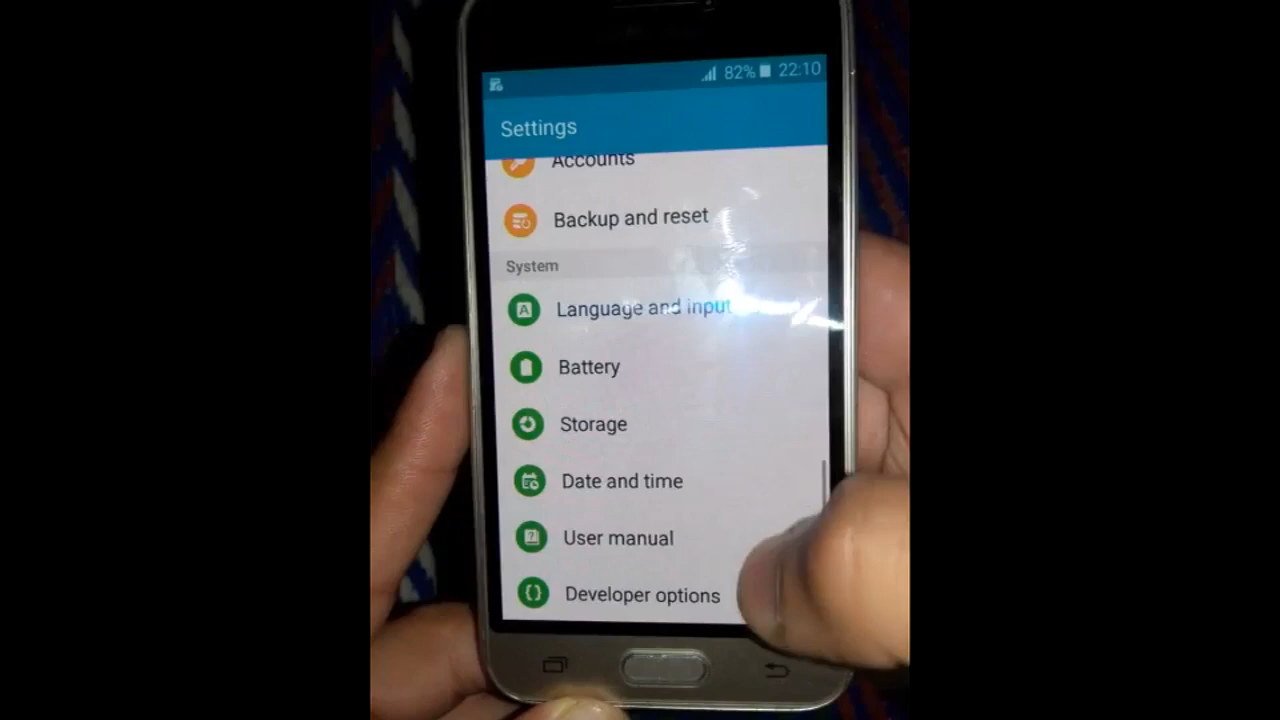 82% 22:10
Settings
Accounts
Backup and reset
System
Language and input
Battery
Storage
Date and time
User manual
Developer options